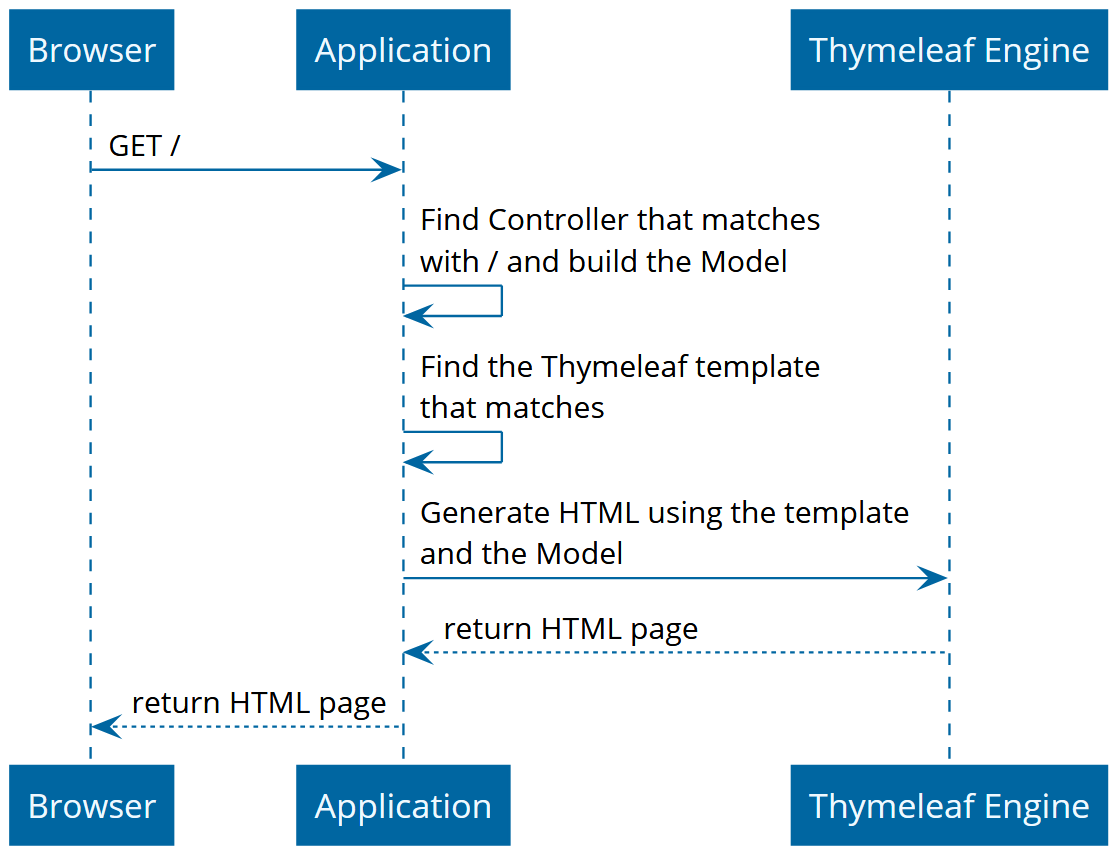 Browser
Application
Thymeleaf Engine
GET /
Find Controller that matches
with / and build the Model
Find the Thymeleaf template
that matches
Generate HTML using the template
and the Model
return HTML page
return HTML page
Browser
Application
Thymeleaf Engine